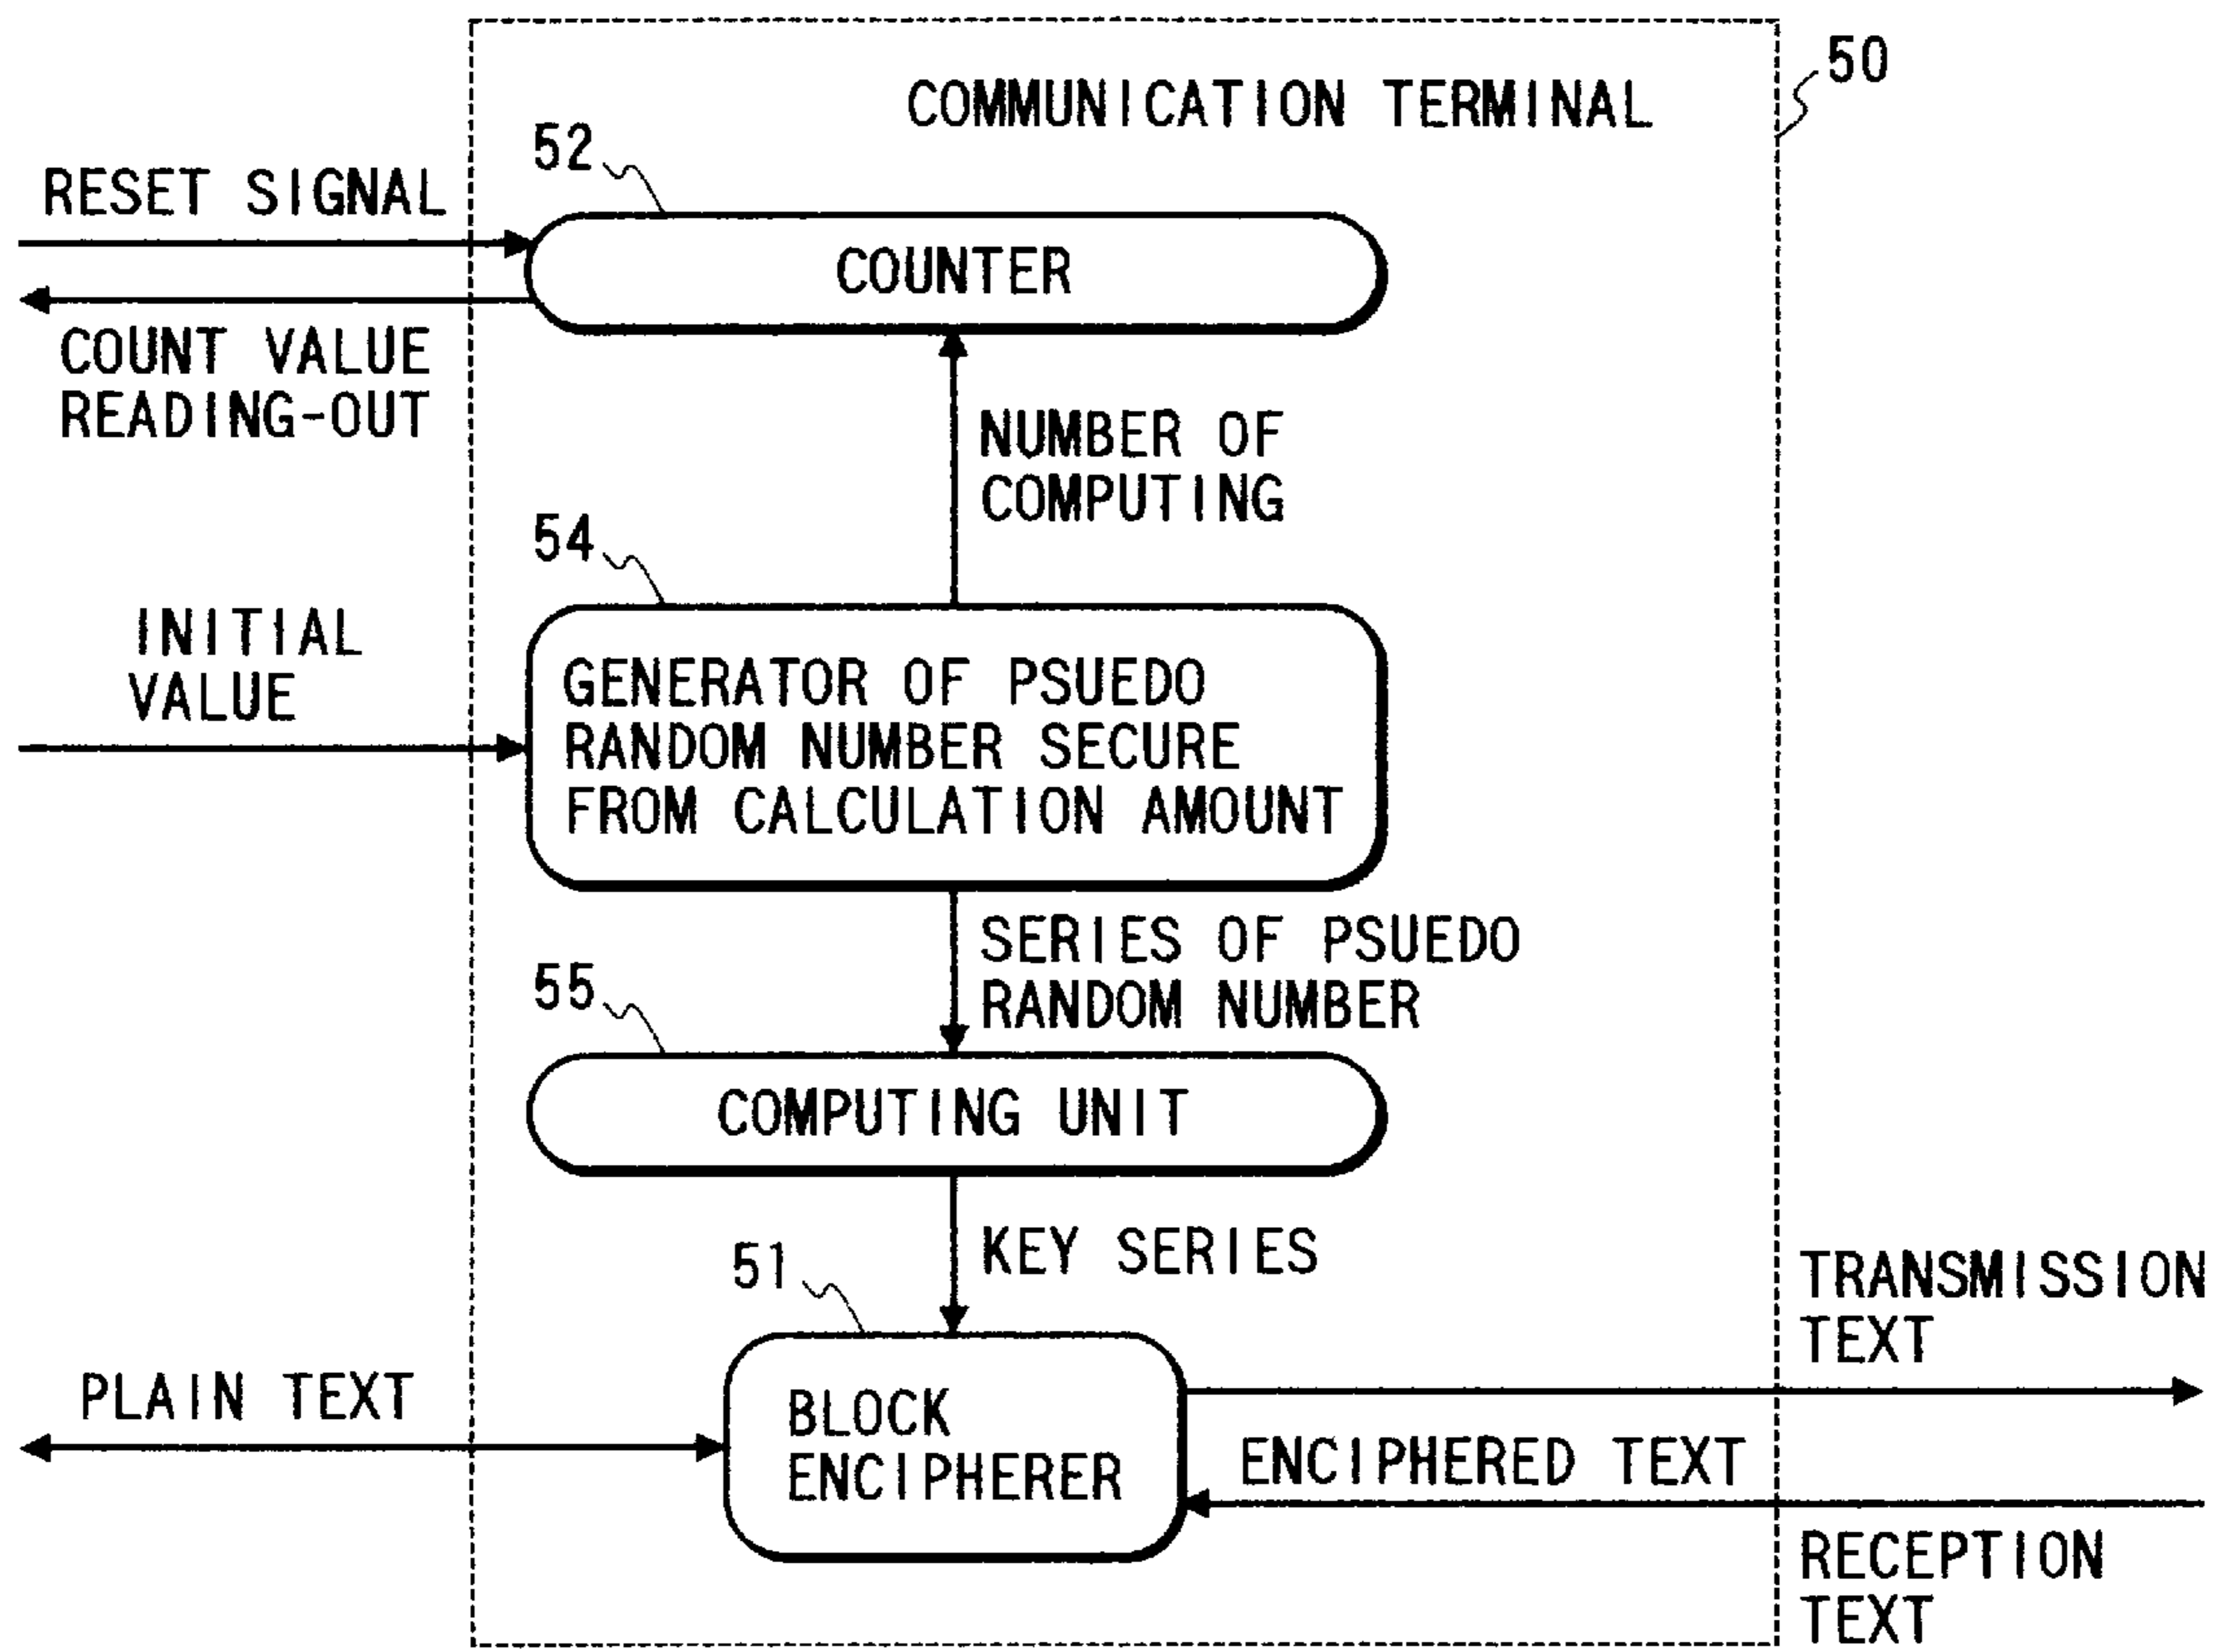 50
COMMUNICATION TERMINAL
52
RESET SIGNAL
COUNTER
COUNT VALUE
READING-OUT
NUMBER OF
COMPUTING
54
INITIAL
VALUE
GENERATOR OF PSUEDO
RANDOM NUMBER SECURE
FROM CALCULATION AMOUNT
SERIES OF PSUEDO
RANDOM NUMBER
55
COMPUTING UNIT
KEY SERIES
51
TRANSMISSION
TEXT
PLAIN TEXT
BLOCK
ENCIPHERER
ENCIPHERED TEXT
RECEPTION
TEXT